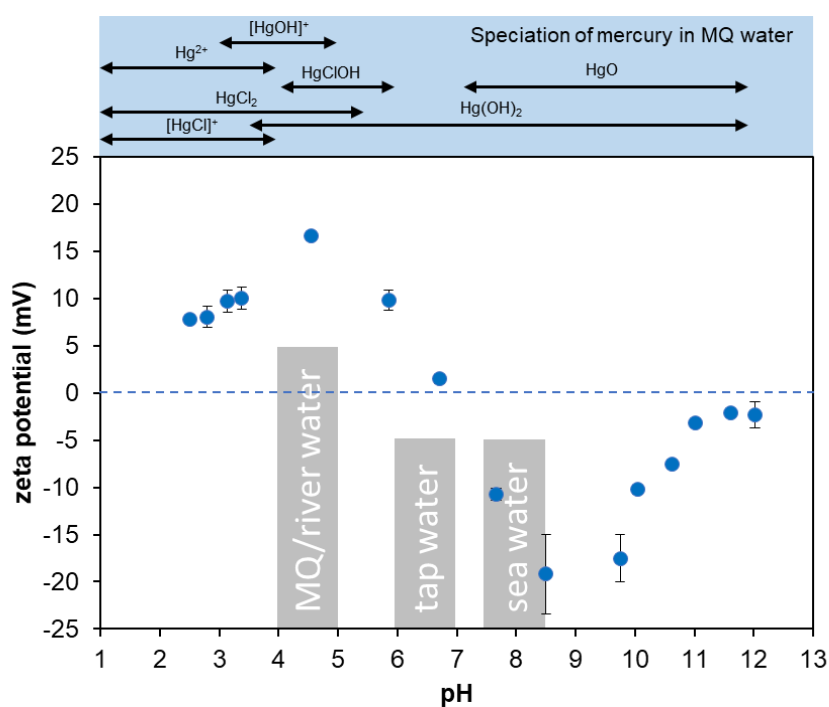 Speciation of mercury in MQ water
[HgOH]⁺
Hg²⁺
HgClOH
HgO
HgCl₂
Hg(OH)₂
[HgCl]⁺
25
20
15
10
5
0
-5
-10
-15
-20
-25
zeta potential (mV)
MQ/river water
tap water
sea water
1 2 3 4 5 6 7 8 9 10 11 12 13
pH